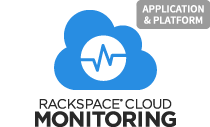 APPLICATION
& PLATFORM
RACKSPACE® CLOUD
MONITORING